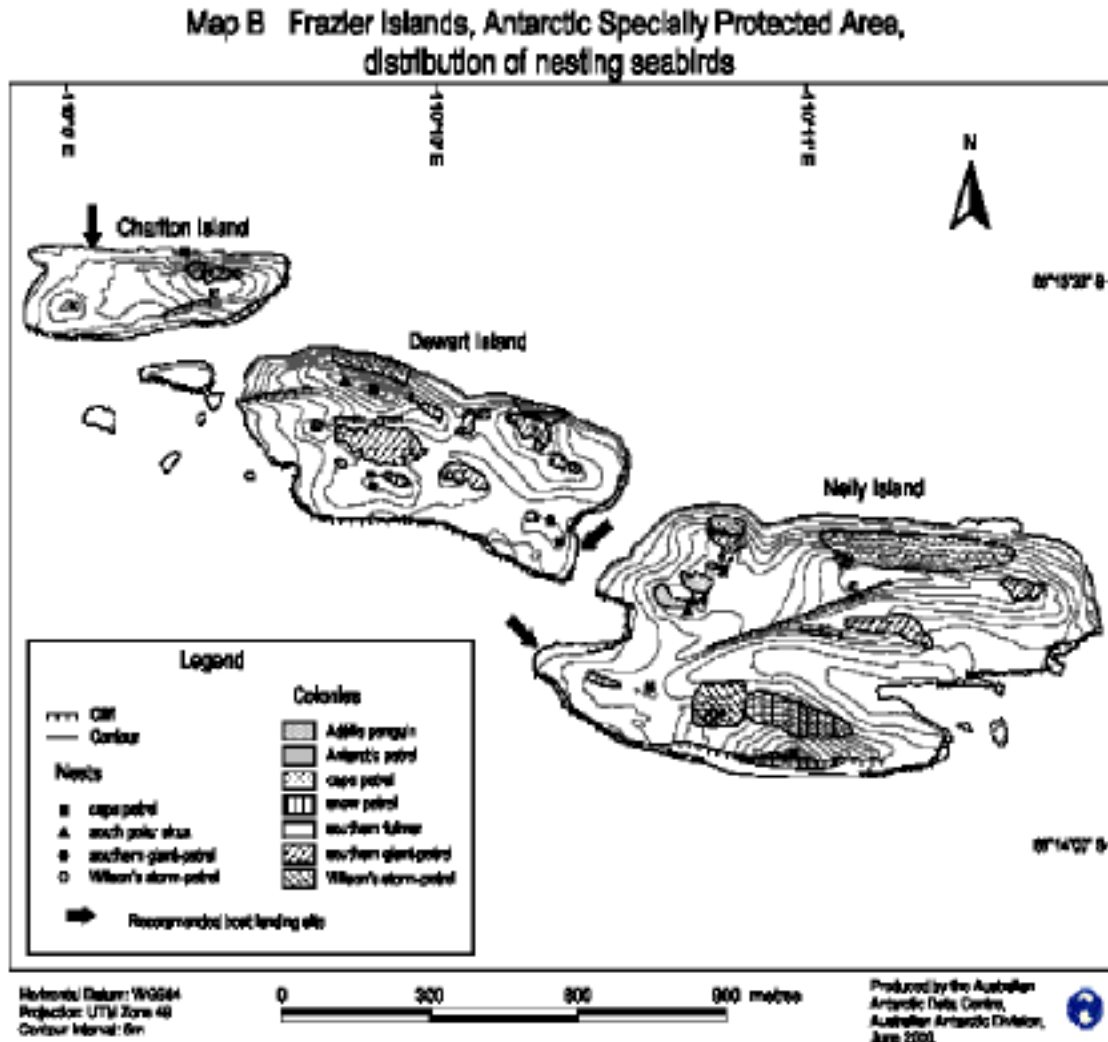 Map B Frazier Islands, Antarctic Specially Protected Area,
distribution of nesting seabirds
N
Charlton Island
Dewart Island
Nelly Island
Legend
Cliff
Contour
Nests
cape petrel
south polar skua
southern giant-petrel
Wilson's storm-petrel
Recommended boat landing site
Colonies
Adélie penguin
Antarctic petrel
cape petrel
snow petrel
southern fulmar
southern giant-petrel
Wilson's storm-petrel
Horizontal Datum: WGS84
Projection: UTM Zone 49
Contour Interval: 5m
0 300 600 900 metres
Produced by the Australian
Antarctic Data Centre,
Australian Antarctic Division,
June